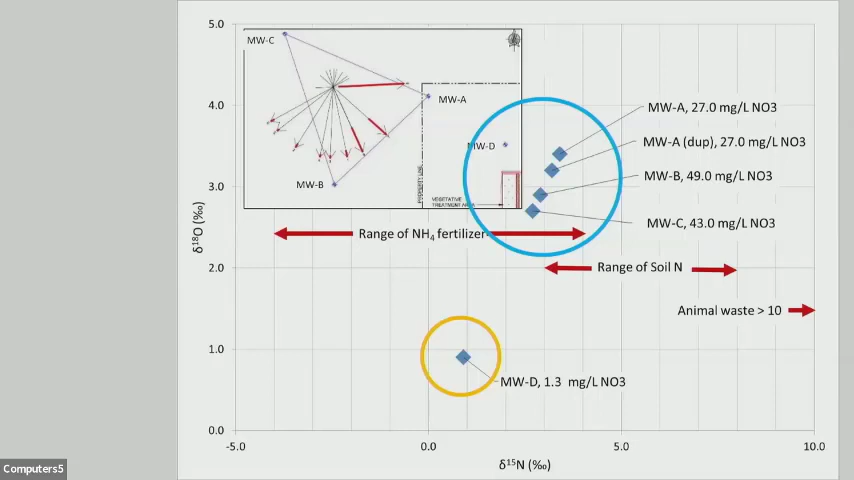 5.0
4.0
3.0
2.0
1.0
0.0
δ¹⁸O (‰)
-5.0
0.0
5.0
10.0
δ¹⁵N (‰)
MW-C
MW-A
MW-D
MW-B
PROPERTY LINE
VEGETATIVE
TREATMENT AREA
MW-A, 27.0 mg/L NO3
MW-A (dup), 27.0 mg/L NO3
MW-B, 49.0 mg/L NO3
MW-C, 43.0 mg/L NO3
Range of NH₄ fertilizer
Range of Soil N
Animal waste > 10
MW-D, 1.3 mg/L NO3
Computers5